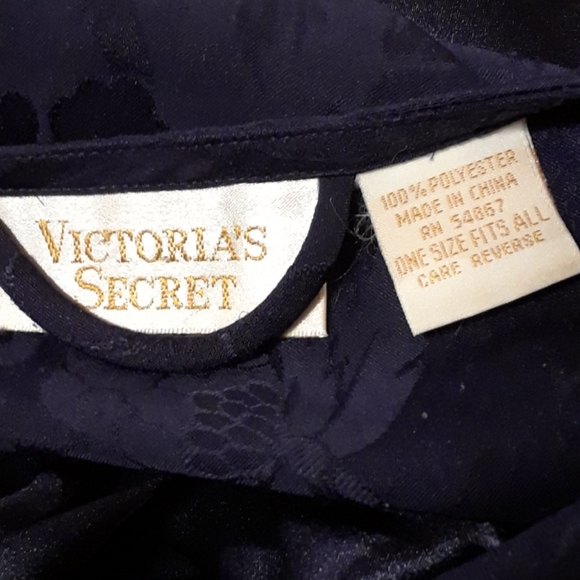 VICTORIA'S
SECRET
100% POLYESTER
MADE IN CHINA
RN 54867
ONE SIZE FITS ALL
CARE REVERSE